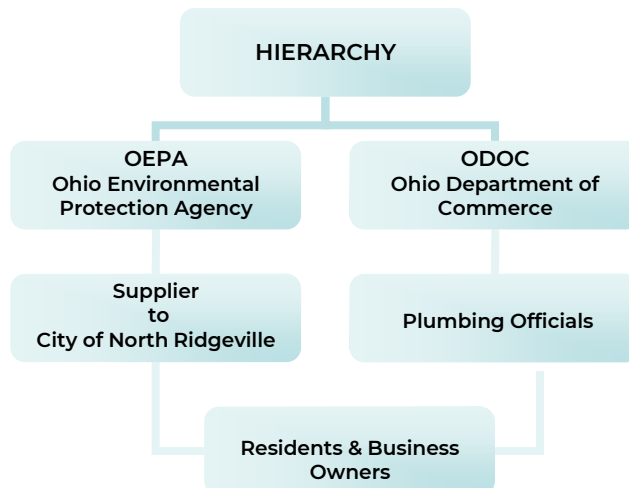 HIERARCHY
OEPA
Ohio Environmental
Protection Agency
ODOC
Ohio Department of
Commerce
Supplier
to
City of North Ridgeville
Plumbing Officials
Residents & Business
Owners